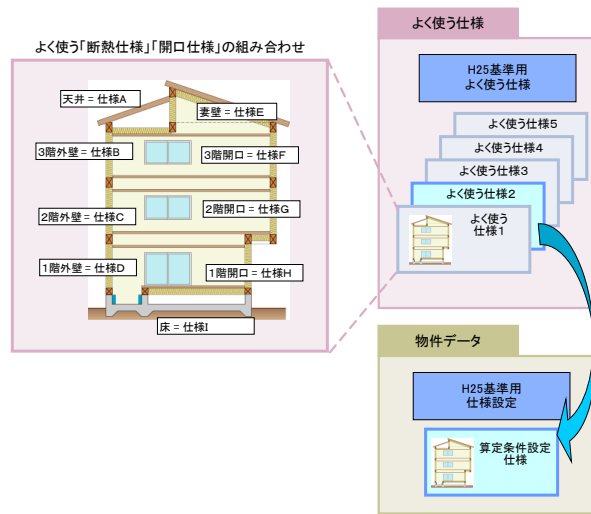 よく使う「断熱仕様」「開口仕様」の組み合わせ
天井 = 仕様A
妻壁 = 仕様E
3階外壁 = 仕様B
3階開口 = 仕様F
2階外壁 = 仕様C
2階開口 = 仕様G
1階外壁 = 仕様D
1階開口 = 仕様H
床 = 仕様I
よく使う仕様
H25基準用
よく使う仕様
よく使う仕様5
よく使う仕様4
よく使う仕様3
よく使う仕様2
よく使う
仕様1
物件データ
H25基準用
仕様設定
算定条件設定
仕様